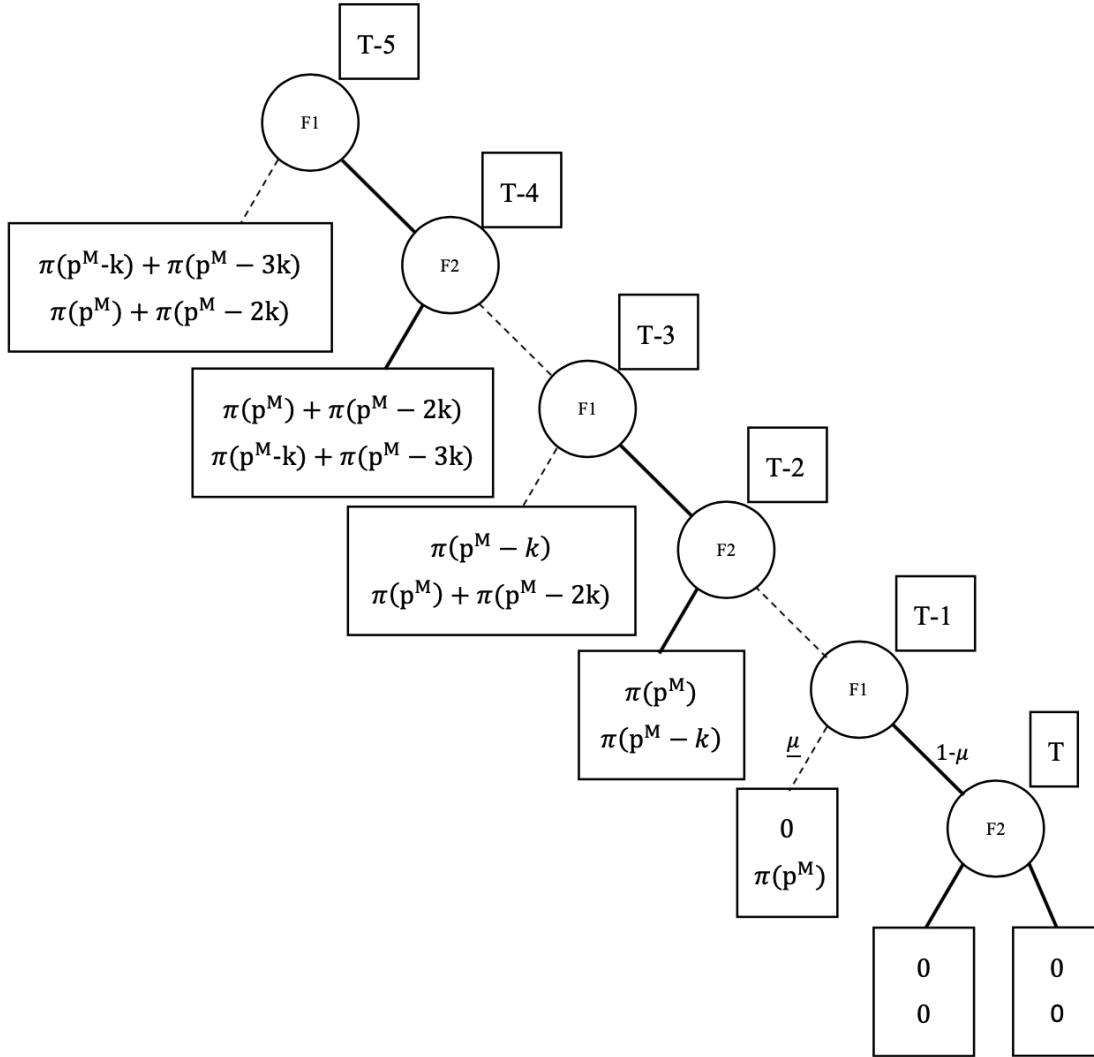 T-5
F1
T-4
π(pᴹ-k) + π(pᴹ − 3k)
π(pᴹ) + π(pᴹ − 2k)
F2
T-3
π(pᴹ) + π(pᴹ − 2k)
π(pᴹ-k) + π(pᴹ − 3k)
F1
T-2
π(pᴹ − k)
π(pᴹ) + π(pᴹ − 2k)
F2
T-1
π(pᴹ)
π(pᴹ − k)
F1
μ
1-μ
T
0
π(pᴹ)
F2
0
0
0
0